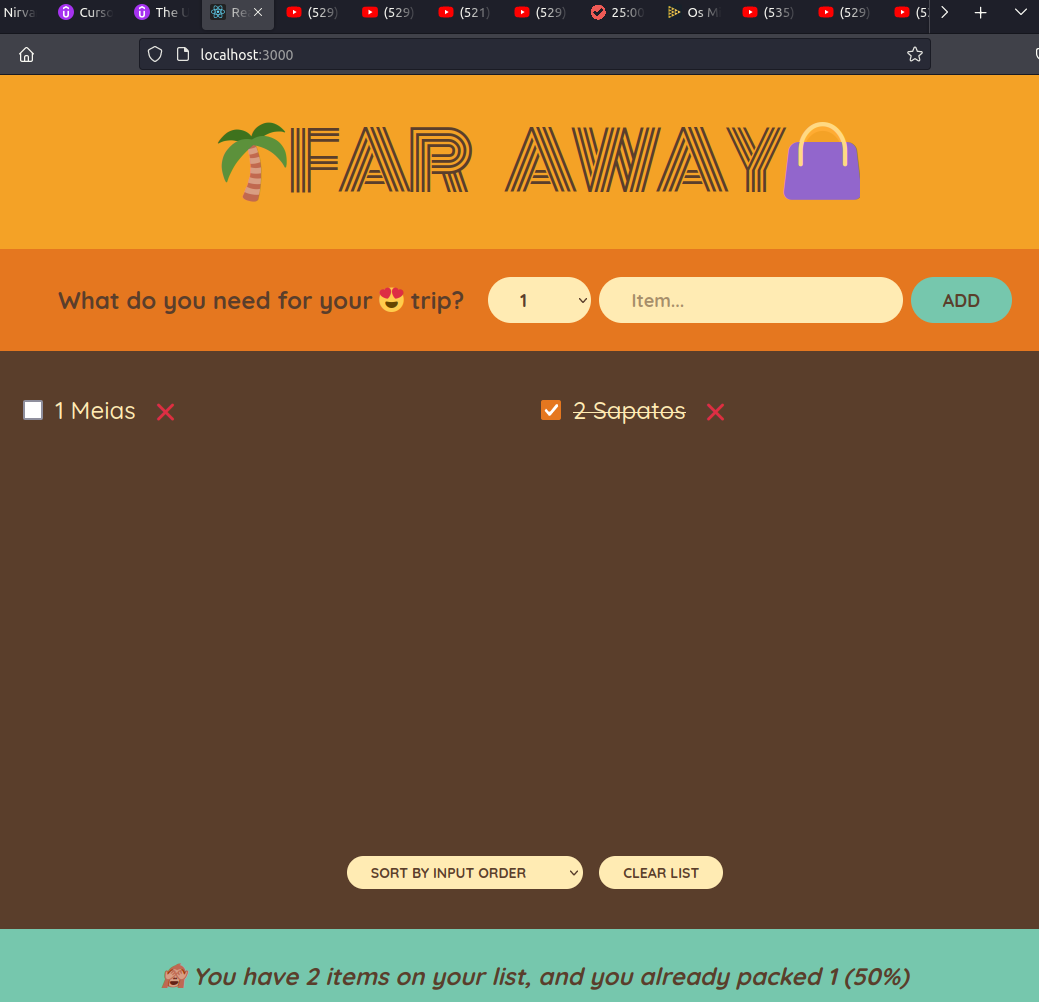 Nirva Curso The U Rea (529) (529) (521) (529) 25:00 Os M (535) (529) (5.
localhost:3000
FAR AWAY
What do you need for your 😍 trip? 1 Item... ADD
1 Meias ❌ 2 Sapatos ❌
SORT BY INPUT ORDER CLEAR LIST
🙈 You have 2 items on your list, and you already packed 1 (50%)